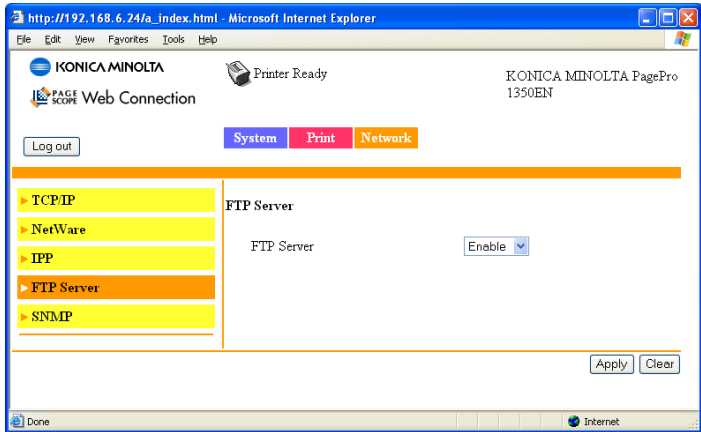 http://192.168.6.24/a_index.html - Microsoft Internet Explorer
File Edit View Favorites Tools Help
KONICA MINOLTA
PAGE SCOPE Web Connection
Printer Ready
KONICA MINOLTA PagePro
1350EN
Log out
System Print Network
TCP/IP
NetWare
IPP
FTP Server
SNMP
FTP Server
FTP Server Enable
Apply Clear
Done Internet